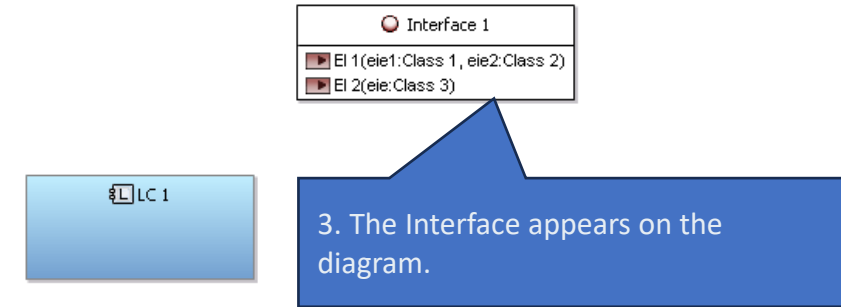 Interface 1
EI 1(eie1:Class 1, eie2:Class 2)
EI 2(eie:Class 3)
L LC 1
3. The Interface appears on the
diagram.